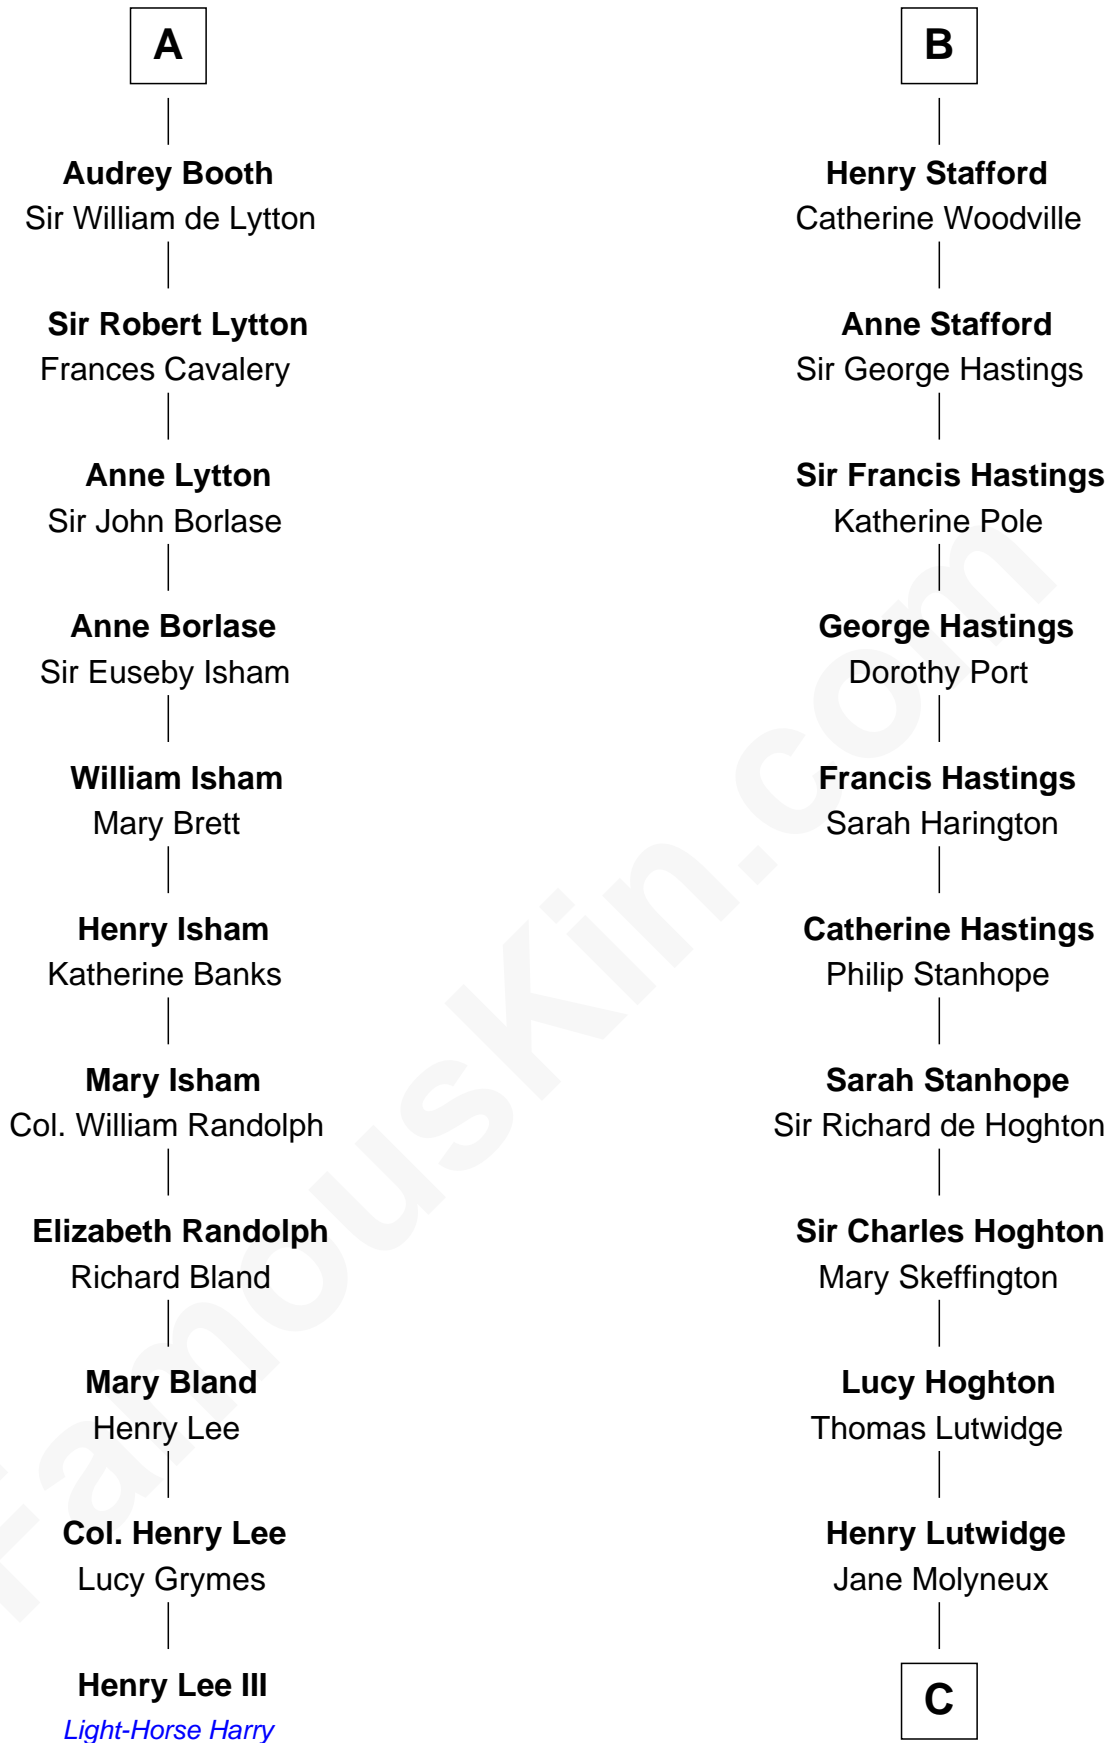 A
Audrey Booth
Sir William de Lytton
Sir Robert Lytton
Frances Cavalery
Anne Lytton
Sir John Borlase
Anne Borlase
Sir Euseby Isham
William Isham
Mary Brett
Henry Isham
Katherine Banks
Mary Isham
Col. William Randolph
Elizabeth Randolph
Richard Bland
Mary Bland
Henry Lee
Col. Henry Lee
Lucy Grymes
Henry Lee III
Light-Horse Harry
B
Henry Stafford
Catherine Woodville
Anne Stafford
Sir George Hastings
Sir Francis Hastings
Katherine Pole
George Hastings
Dorothy Port
Francis Hastings
Sarah Harington
Catherine Hastings
Philip Stanhope
Sarah Stanhope
Sir Richard de Hoghton
Sir Charles Hoghton
Mary Skeffington
Lucy Hoghton
Thomas Lutwidge
Henry Lutwidge
Jane Molyneux
C
FamousKin.com